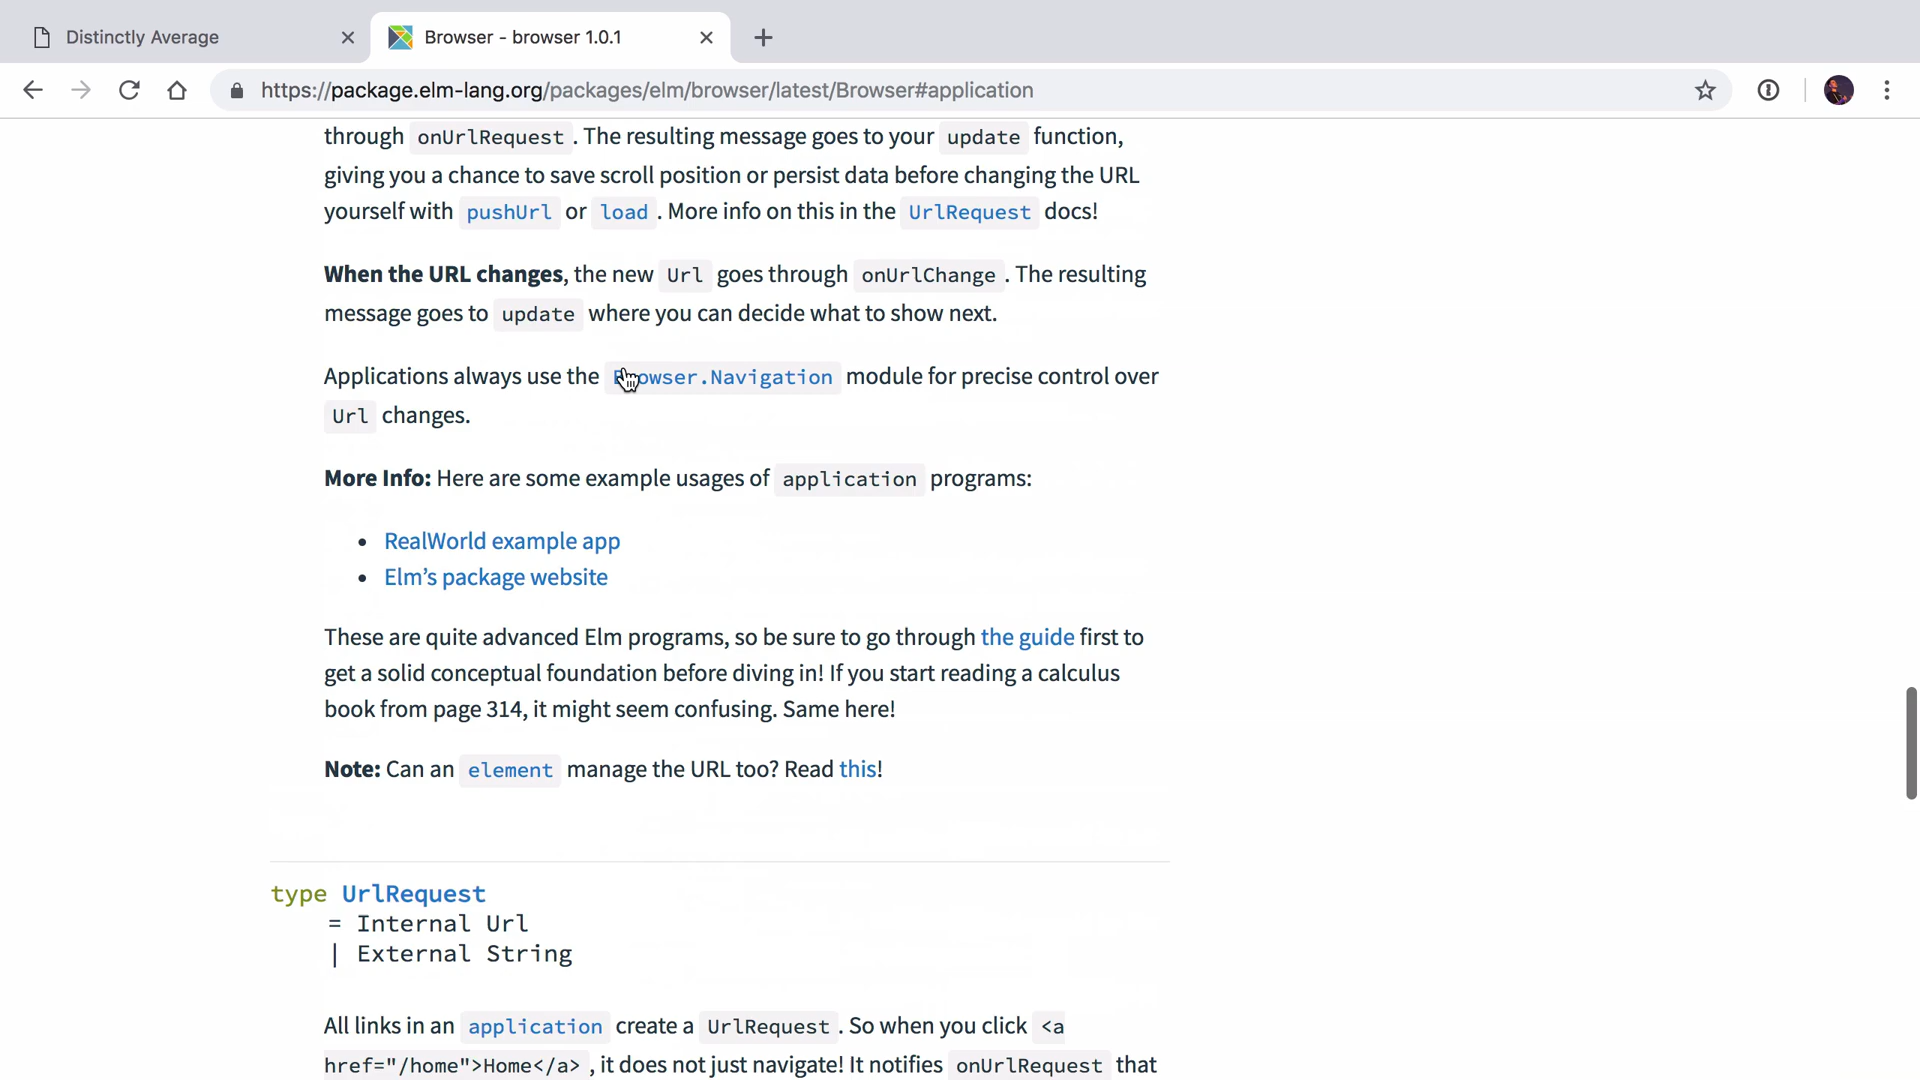 Distinctly Average
Browser - browser 1.0.1
https://package.elm-lang.org/packages/elm/browser/latest/Browser#application
through onUrlRequest. The resulting message goes to your update function,
giving you a chance to save scroll position or persist data before changing the URL
yourself with pushUrl or load. More info on this in the UrlRequest docs!
When the URL changes, the new Url goes through onUrlChange. The resulting
message goes to update where you can decide what to show next.
Applications always use the Browser.Navigation module for precise control over
Url changes.
More Info: Here are some example usages of application programs:
• RealWorld example app
• Elm’s package website
These are quite advanced Elm programs, so be sure to go through the guide first to
get a solid conceptual foundation before diving in! If you start reading a calculus
book from page 314, it might seem confusing. Same here!
Note: Can an element manage the URL too? Read this!
type UrlRequest
= Internal Url
| External String
All links in an application create a UrlRequest. So when you click <a
href="/home">Home</a>, it does not just navigate! It notifies onUrlRequest that